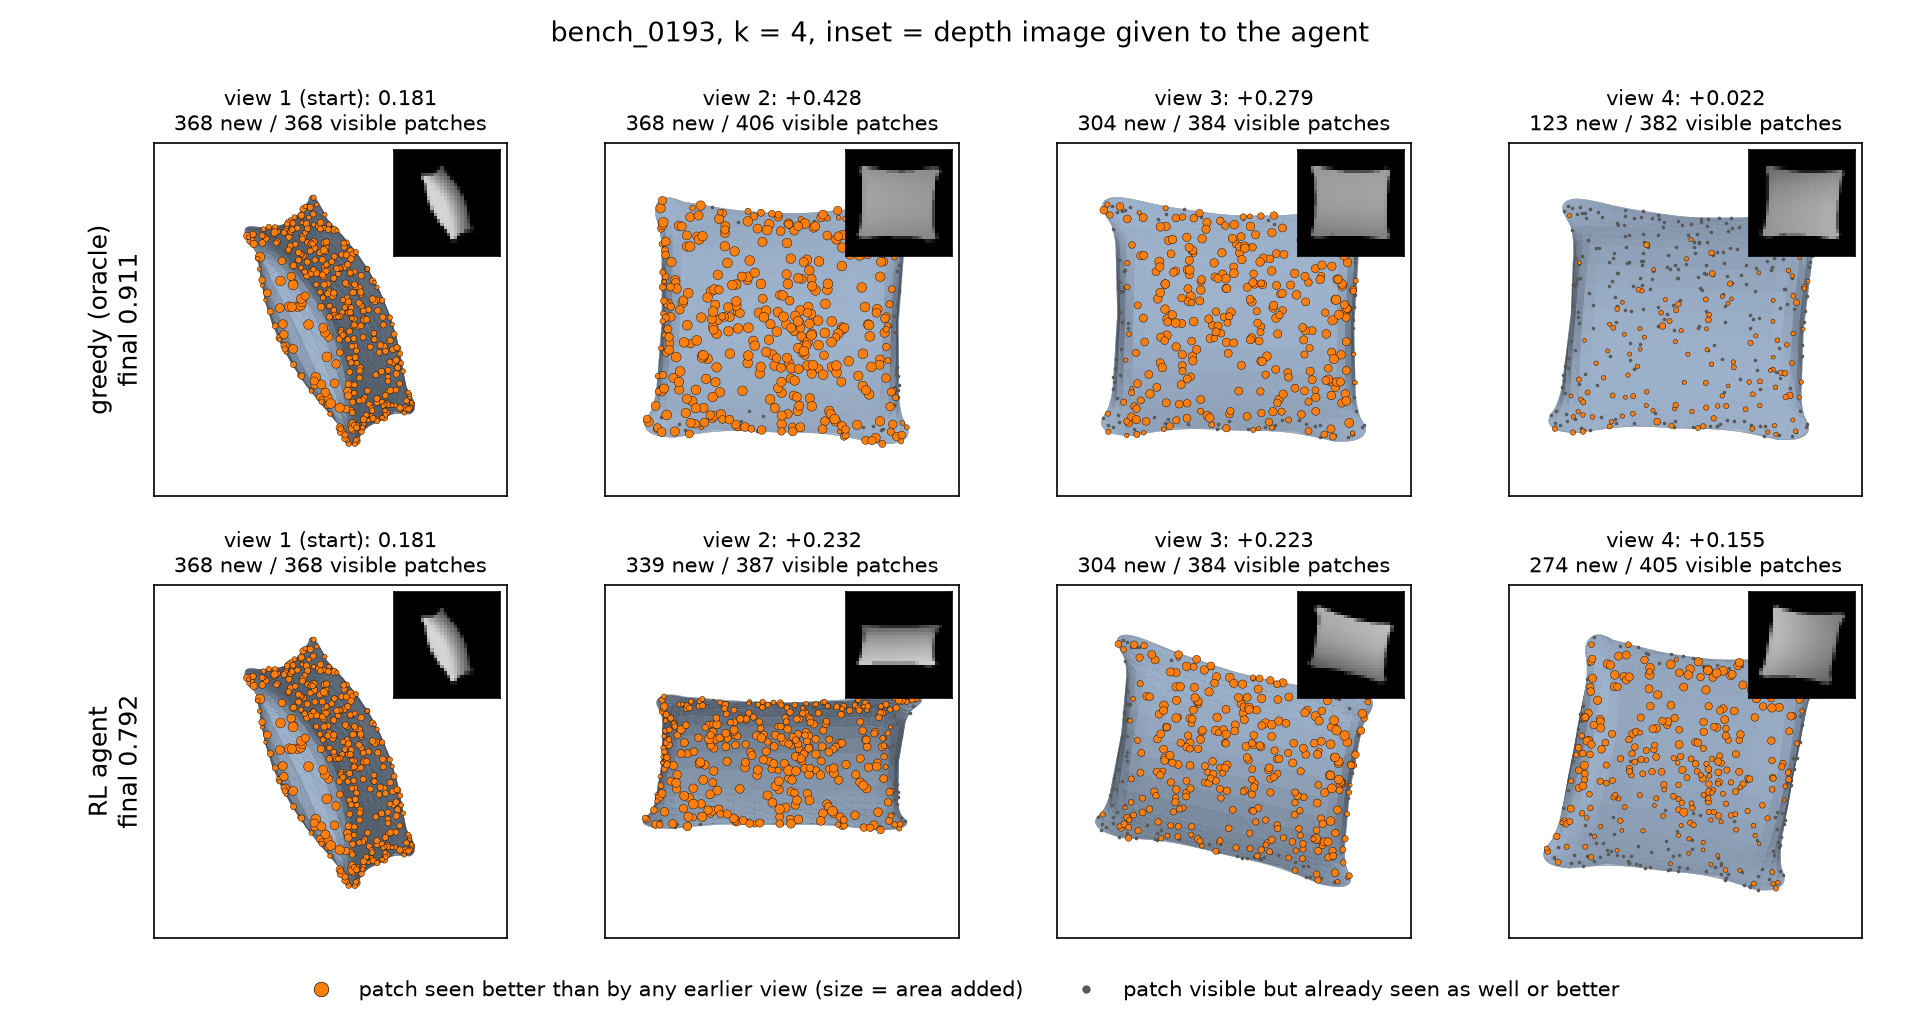 bench_0193, k = 4, inset = depth image given to the agent
view 1 (start): 0.181
368 new / 368 visible patches
view 2: +0.428
368 new / 406 visible patches
view 3: +0.279
304 new / 384 visible patches
view 4: +0.022
123 new / 382 visible patches
greedy (oracle)
final 0.911
view 1 (start): 0.181
368 new / 368 visible patches
view 2: +0.232
339 new / 387 visible patches
view 3: +0.223
304 new / 384 visible patches
view 4: +0.155
274 new / 405 visible patches
RL agent
final 0.792
patch seen better than by any earlier view (size = area added)
patch visible but already seen as well or better